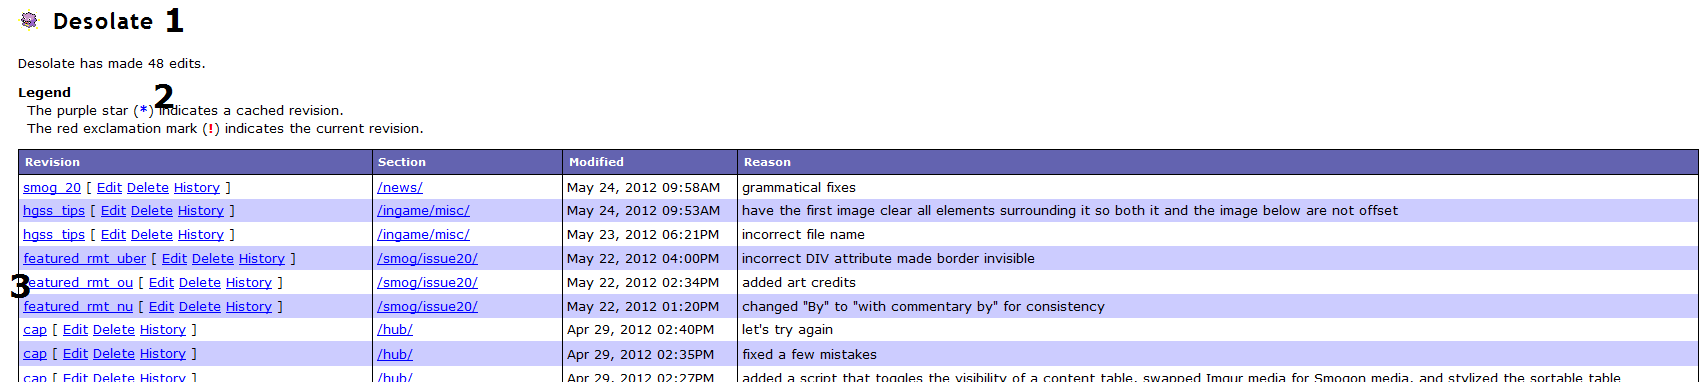 Desolate 1
Desolate has made 48 edits.
Legend 2
The purple star (*) indicates a cached revision.
The red exclamation mark (!) indicates the current revision.
Revision Section Modified Reason
smog_20 [ Edit Delete History ] /news/ May 24, 2012 09:58AM grammatical fixes
hgss_tips [ Edit Delete History ] /ingame/misc/ May 24, 2012 09:53AM have the first image clear all elements surrounding it so both it and the image below are not offset
hgss_tips [ Edit Delete History ] /ingame/misc/ May 23, 2012 06:21PM incorrect file name
featured_rmt_uber [ Edit Delete History ] /smog/issue20/ May 22, 2012 04:00PM incorrect DIV attribute made border invisible
3 featured_rmt_ou [ Edit Delete History ] /smog/issue20/ May 22, 2012 02:34PM added art credits
featured_rmt_nu [ Edit Delete History ] /smog/issue20/ May 22, 2012 01:20PM changed "By" to "with commentary by" for consistency
cap [ Edit Delete History ] /hub/ Apr 29, 2012 02:40PM let's try again
cap [ Edit Delete History ] /hub/ Apr 29, 2012 02:35PM fixed a few mistakes
cap [ Edit Delete History ] /hub/ Apr 29, 2012 02:27PM added a script that toggles the visibility of a content table, swapped Imgur media for Smogon media, and stylized the sortable table